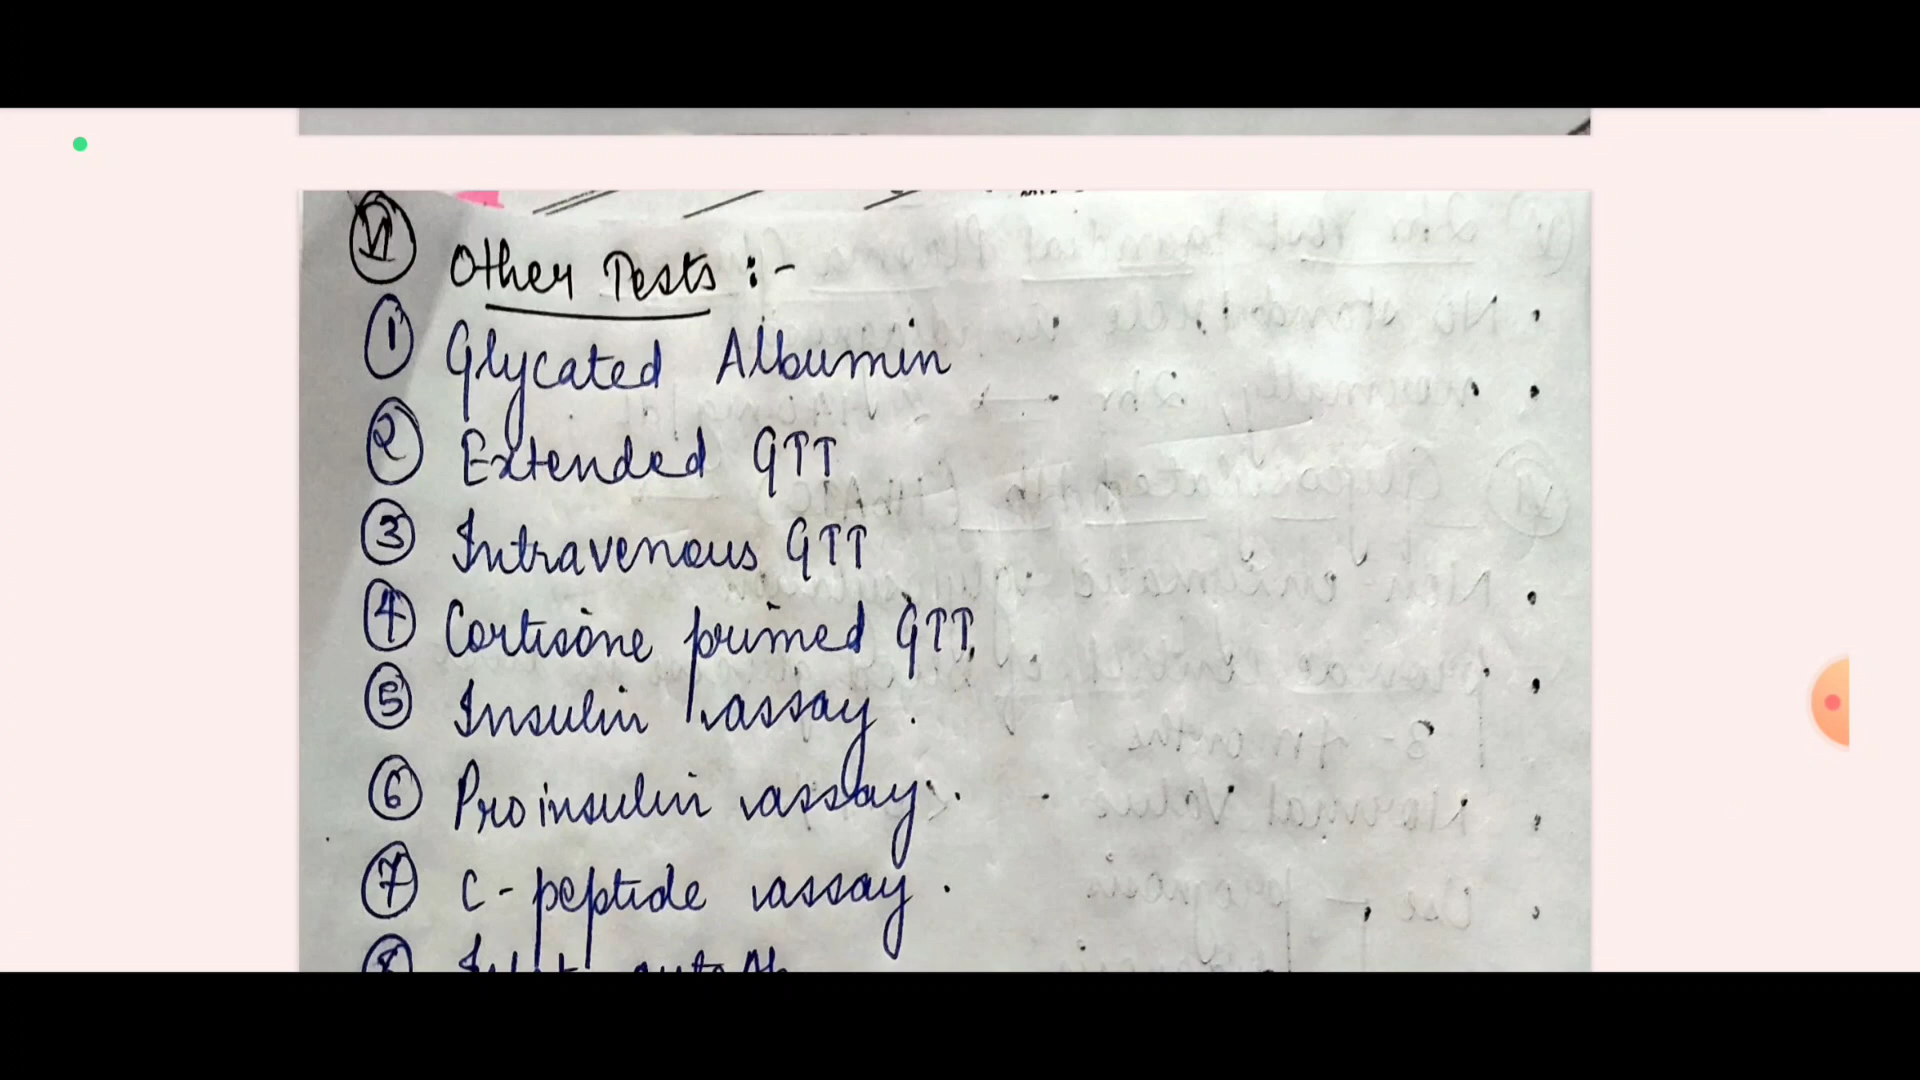 VI Other Tests :-
1 Glycated Albumin
2 Extended GTT
3 Intravenous GTT
4 Cortisone primed GTT
5 Insulin assay.
6 Proinsulin assay.
7 C-peptide assay.
8